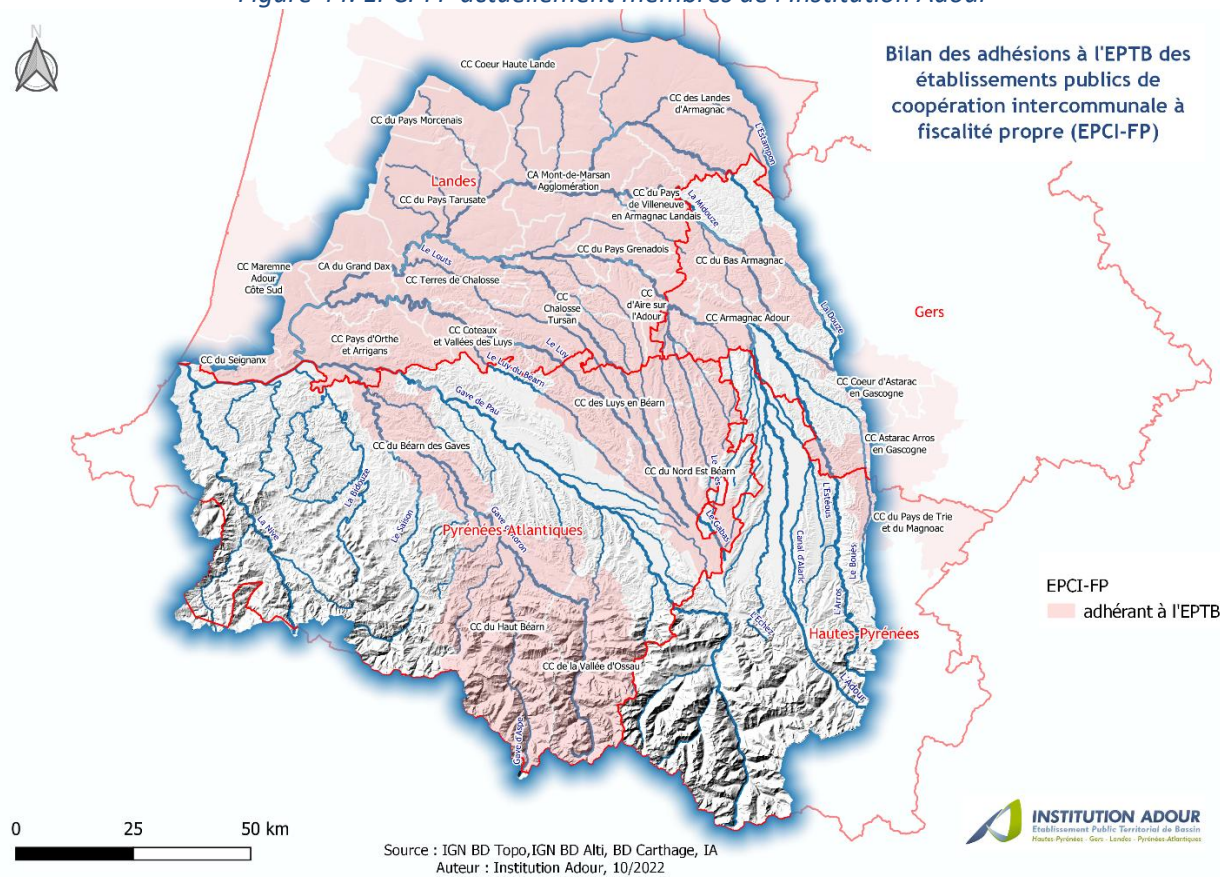 N
Bilan des adhésions à l'EPTB des
établissements publics de
coopération intercommunale à
fiscalité propre (EPCI-FP)
CC Coeur Haute Lande
CC des Landes
d'Armagnac
L'Estampon
CC du Pays Morcenais
Landes
CA Mont-de-Marsan
Agglomération
CC du Pays Tarusate
CC du Pays
de Villeneuve
en Armagnac Landais
La Midouze
Le Louts
CC du Pays Grenadois
CC du Bas Armagnac
CC Maremne
Adour
Côte Sud
CA du Grand Dax
CC Terres de Chalosse
CC
Chalosse
Tursan
CC
d'Aire sur
l'Adour
CC Armagnac Adour
La Douze
Gers
CC Pays d'Orthe
et Arrigans
CC Coteaux
et Vallées des Luys
Le Luy
CC du Seignanx
Le Luy du Béarn
Gave de Pau
CC des Luys en Béarn
CC Coeur d'Astarac
en Gascogne
CC du Béarn des Gaves
CC Astarac Arros
en Gascogne
CC du Nord Est Béarn
Le Gabas
L'Estéous
CC du Pays de Trie
et du Magnoac
La Bidouze
La Nive
Le Saison
Pyrénées-Atlantiques
Canal d'Alaric
Le Bouès
L'Arros
L'Echez
Hautes-Pyrénées
L'Adour
CC du Haut Béarn
CC de la Vallée d'Ossau
Gave d'Aspe
EPCI-FP
adhérant à l'EPTB
0 25 50 km
Source : IGN BD Topo,IGN BD Alti, BD Carthage, IA
Auteur : Institution Adour, 10/2022
INSTITUTION ADOUR
Etablissement Public Territorial de Bassin
Hautes-Pyrénées - Gers - Landes - Pyrénées-Atlantiques